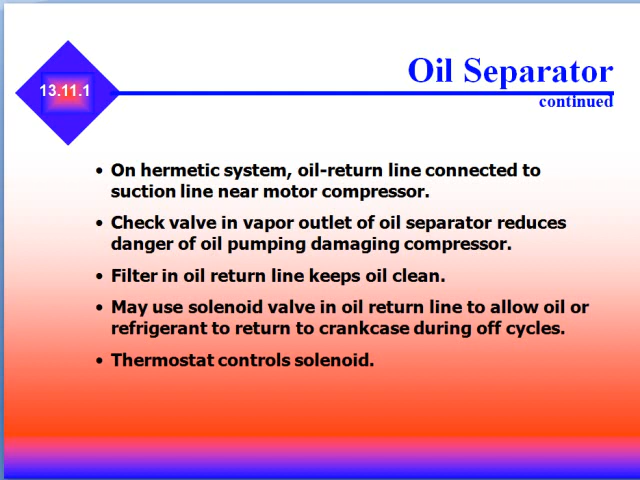 13.11.1
Oil Separator
continued
• On hermetic system, oil-return line connected to
suction line near motor compressor.
• Check valve in vapor outlet of oil separator reduces
danger of oil pumping damaging compressor.
• Filter in oil return line keeps oil clean.
• May use solenoid valve in oil return line to allow oil or
refrigerant to return to crankcase during off cycles.
• Thermostat controls solenoid.